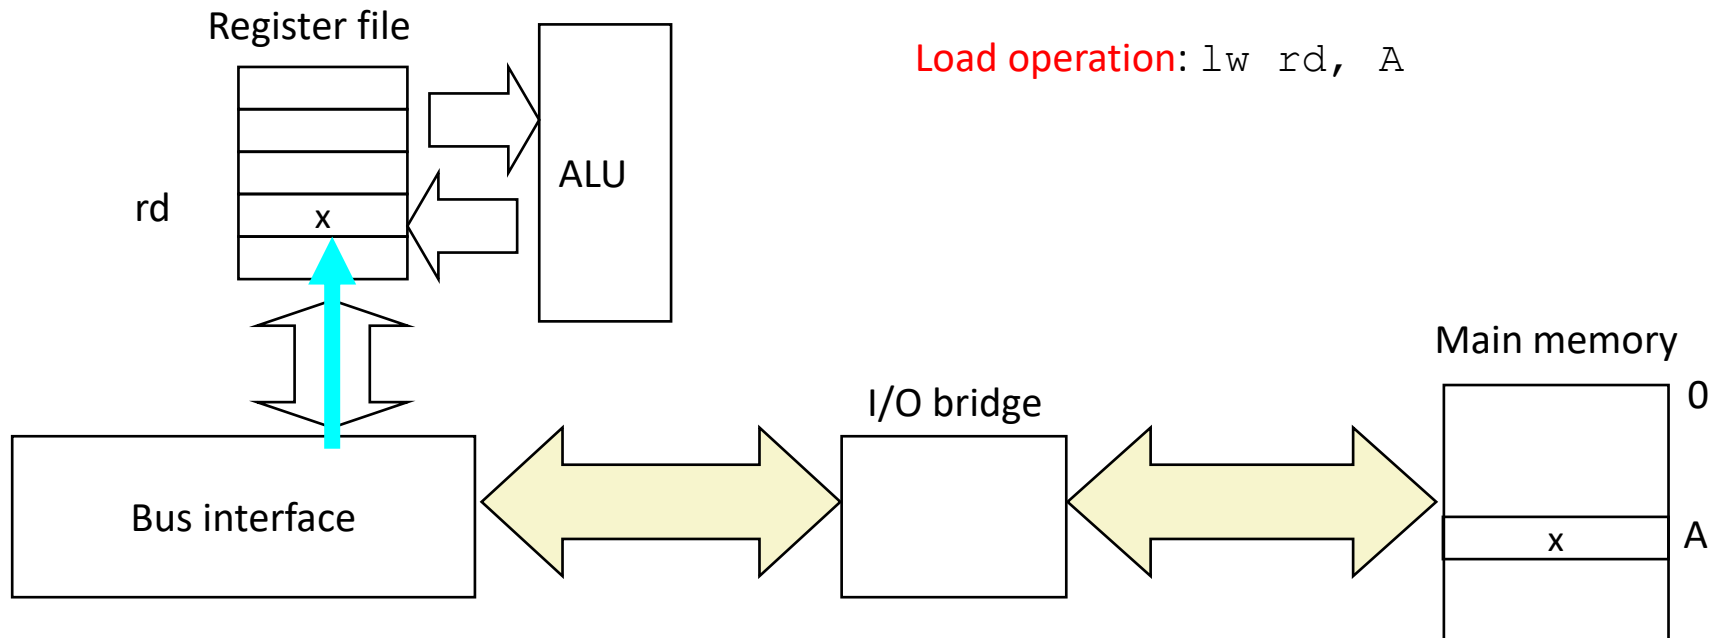 Register file
Load operation: lw rd, A
ALU
rd
x
Main memory
0
I/O bridge
Bus interface
x
A